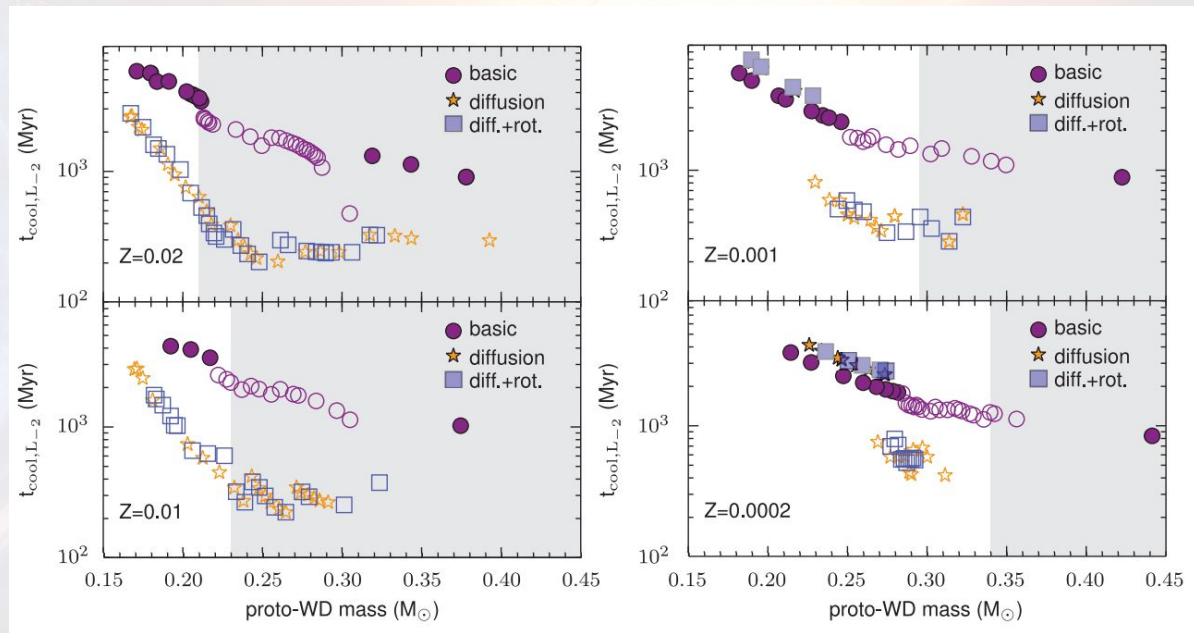 basic
diffusion
diff.+rot.
t_cool,L_−2 (Myr)
10^3
10^2
Z=0.02
basic
diffusion
diff.+rot.
t_cool,L_−2 (Myr)
10^3
10^2
Z=0.01
0.15 0.20 0.25 0.30 0.35 0.40 0.45
proto-WD mass (M_⊙)
basic
diffusion
diff.+rot.
t_cool,L_−2 (Myr)
10^3
10^2
Z=0.001
basic
diffusion
diff.+rot.
t_cool,L_−2 (Myr)
10^3
10^2
Z=0.0002
0.15 0.20 0.25 0.30 0.35 0.40 0.45
proto-WD mass (M_⊙)